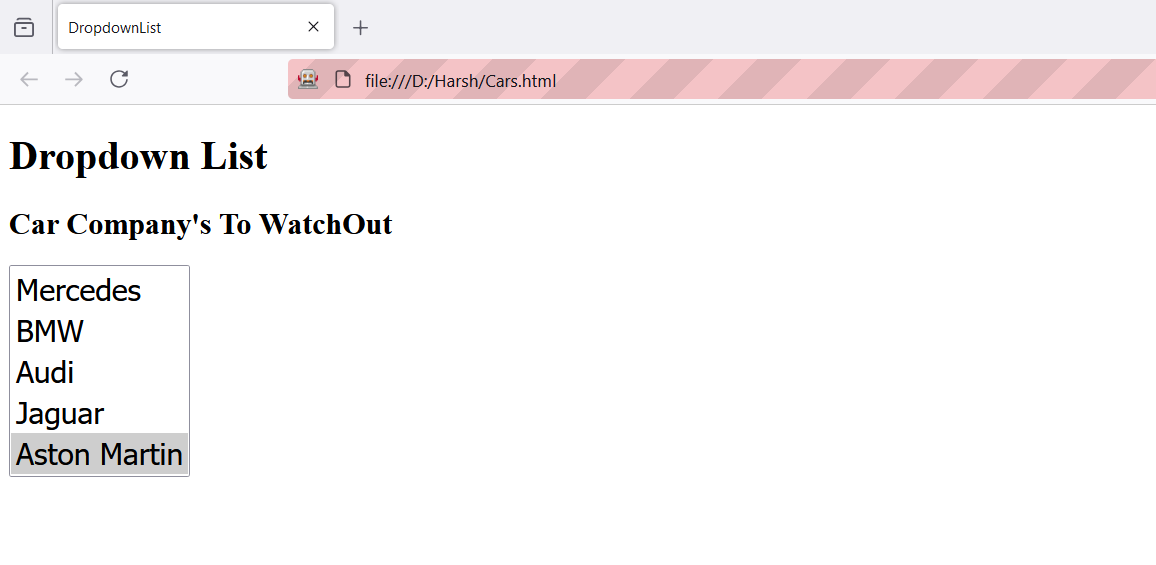 DropdownList
file:///D:/Harsh/Cars.html
Dropdown List
Car Company's To WatchOut
Mercedes
BMW
Audi
Jaguar
Aston Martin